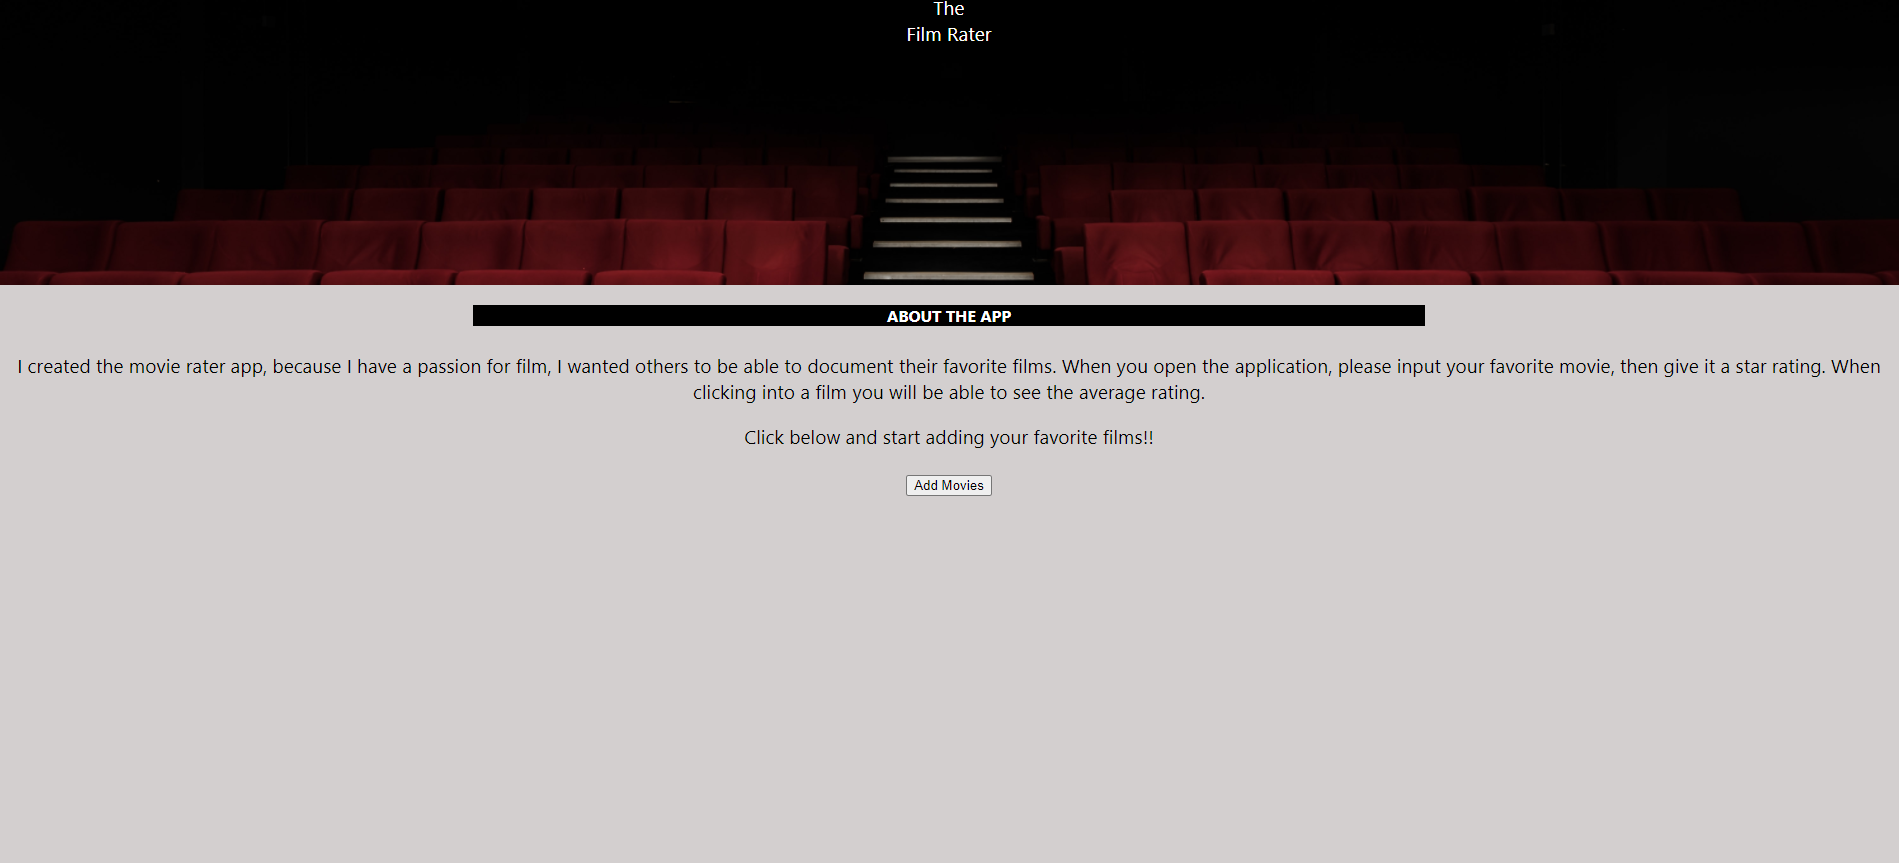 The
Film Rater
ABOUT THE APP
I created the movie rater app, because I have a passion for film, I wanted others to be able to document their favorite films. When you open the application, please input your favorite movie, then give it a star rating. When
clicking into a film you will be able to see the average rating.
Click below and start adding your favorite films!!
Add Movies